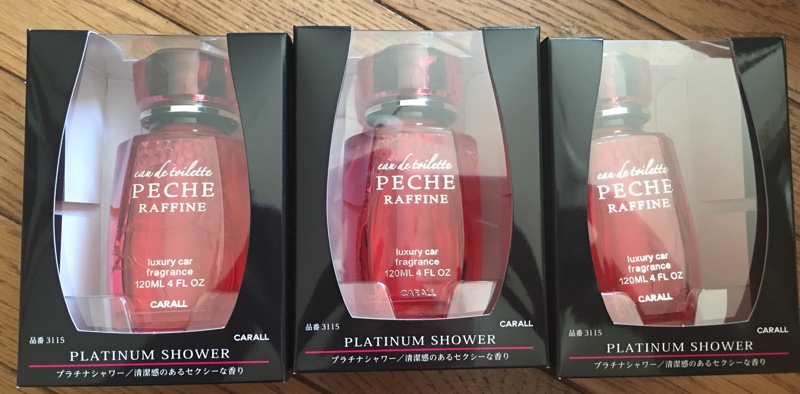 eau de toilette
PECHE
RAFFINE
luxury car
fragrance
120ML 4 FL OZ
CARALL
品番 3115
CARALL
PLATINUM SHOWER
プラチナシャワー／清潔感のあるセクシーな香り
eau de toilette
PECHE
RAFFINE
luxury car
fragrance
120ML 4 FL OZ
CARALL
品番 3115
CARALL
PLATINUM SHOWER
プラチナシャワー／清潔感のあるセクシーな香り
eau de toilette
PECHE
RAFFINE
luxury car
fragrance
120ML 4 FL OZ
CARALL
品番 3115
CARALL
PLATINUM SHOWER
プラチナシャワー／清潔感のあるセクシーな香り